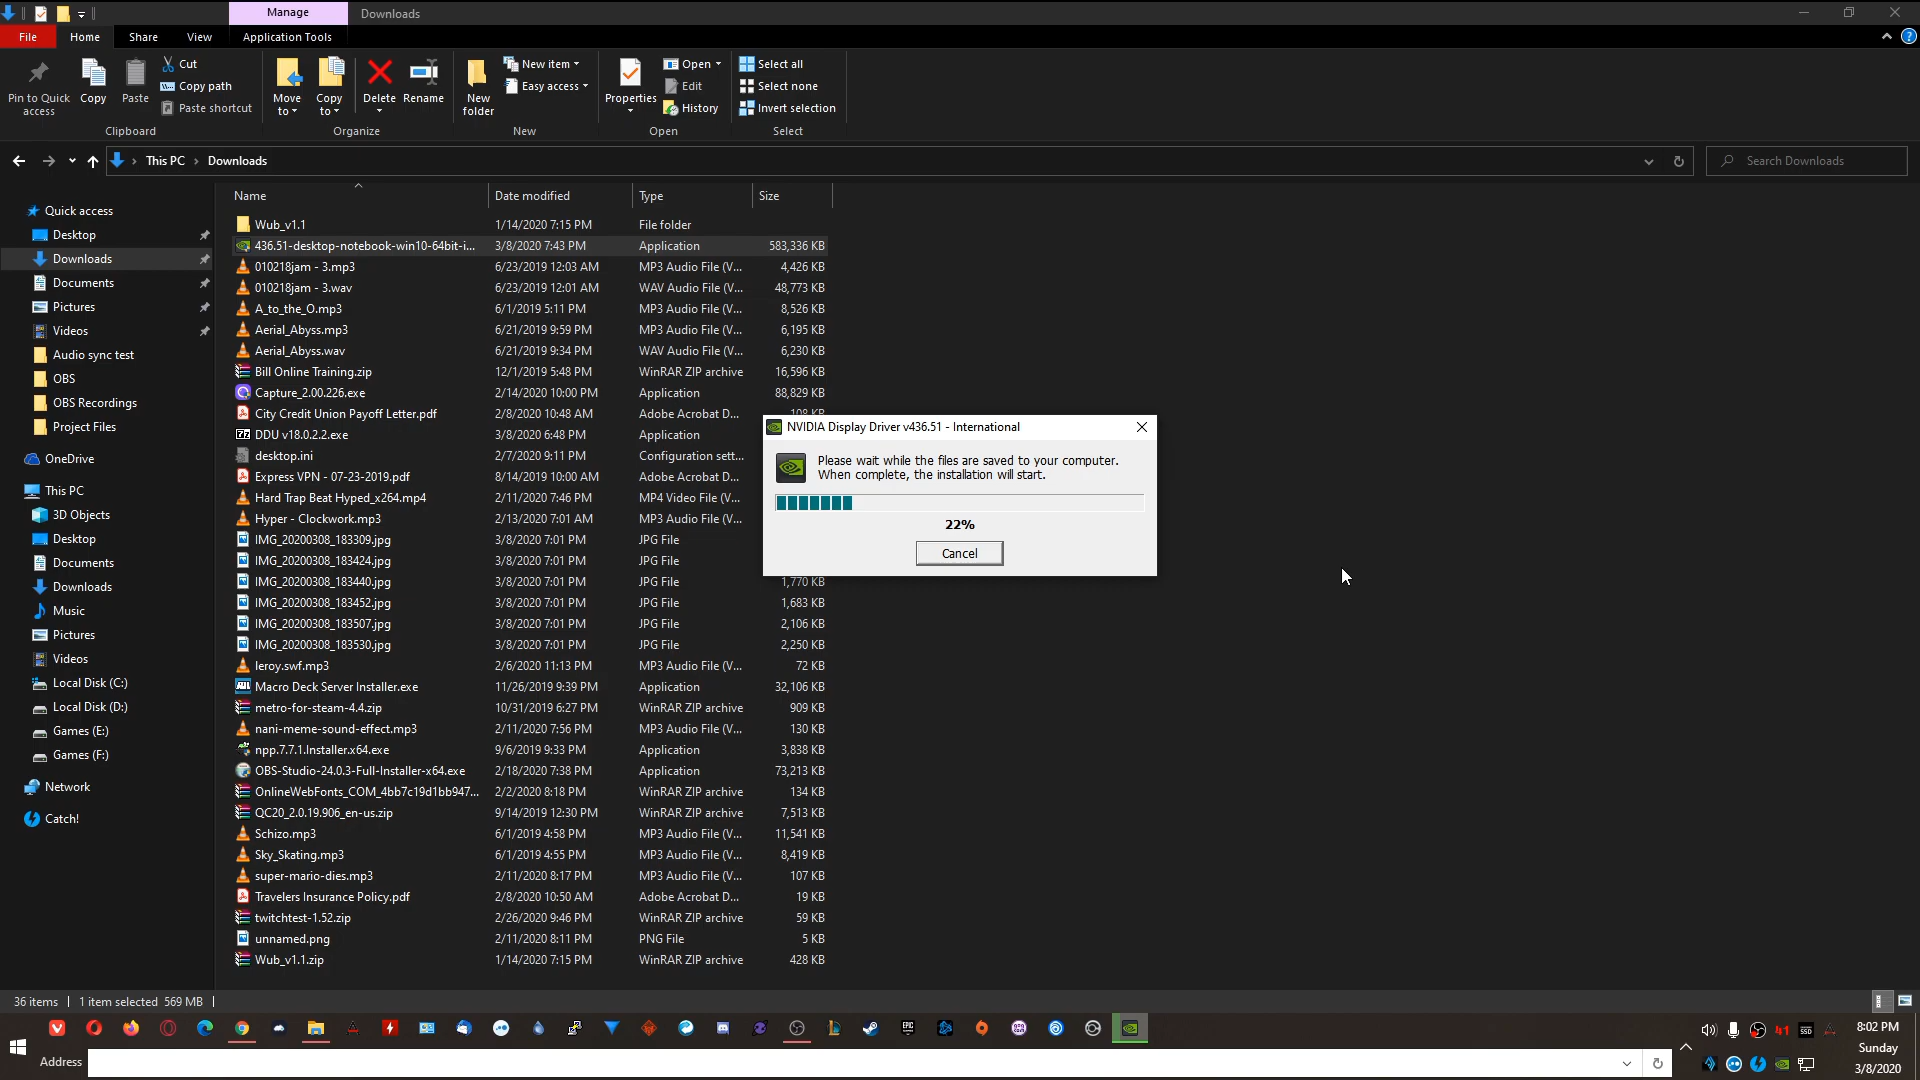 Manage
Downloads
File
Home
Share
View
Application Tools
Pin to Quick access
Copy
Paste
Cut
Copy path
Paste shortcut
Clipboard
Move to
Copy to
Delete
Rename
Organize
New folder
New item
Easy access
New
Properties
Open
Edit
History
Open
Select all
Select none
Invert selection
Select
This PC
Downloads
Search Downloads
Name
Date modified
Type
Size
Quick access
Desktop
Downloads
Documents
Pictures
Videos
Audio sync test
OBS
OBS Recordings
Project Files
OneDrive
This PC
3D Objects
Desktop
Documents
Downloads
Music
Pictures
Videos
Local Disk (C:)
Local Disk (D:)
Games (E:)
Games (F:)
Network
Catch!
Wub_v1.1 1/14/2020 7:15 PM File folder
436.51-desktop-notebook-win10-64bit-i... 3/8/2020 7:43 PM Application 583,336 KB
010218jam - 3.mp3 6/23/2019 12:03 AM MP3 Audio File (V... 4,426 KB
010218jam - 3.wav 6/23/2019 12:01 AM WAV Audio File (V... 48,773 KB
A_to_the_O.mp3 6/1/2019 5:11 PM MP3 Audio File (V... 8,526 KB
Aerial_Abyss.mp3 6/21/2019 9:59 PM MP3 Audio File (V... 6,195 KB
Aerial_Abyss.wav 6/21/2019 9:34 PM WAV Audio File (V... 6,230 KB
Bill Online Training.zip 12/1/2019 5:48 PM WinRAR ZIP archive 16,596 KB
Capture_2.00.226.exe 2/14/2020 10:00 PM Application 88,829 KB
City Credit Union Payoff Letter.pdf 2/8/2020 10:48 AM Adobe Acrobat D... 108 KB
DDU v18.0.2.2.exe 3/8/2020 6:48 PM Application
desktop.ini 2/7/2020 9:11 PM Configuration sett...
Express VPN - 07-23-2019.pdf 8/14/2019 10:00 AM Adobe Acrobat D...
Hard Trap Beat Hyped_x264.mp4 2/11/2020 7:46 PM MP4 Video File (V...
Hyper - Clockwork.mp3 2/13/2020 7:01 AM MP3 Audio File (V...
IMG_20200308_183309.jpg 3/8/2020 7:01 PM JPG File
IMG_20200308_183424.jpg 3/8/2020 7:01 PM JPG File
IMG_20200308_183440.jpg 3/8/2020 7:01 PM JPG File 1,770 KB
IMG_20200308_183452.jpg 3/8/2020 7:01 PM JPG File 1,683 KB
IMG_20200308_183507.jpg 3/8/2020 7:01 PM JPG File 2,106 KB
IMG_20200308_183530.jpg 3/8/2020 7:01 PM JPG File 2,250 KB
leroy.swf.mp3 2/6/2020 11:13 PM MP3 Audio File (V... 72 KB
Macro Deck Server Installer.exe 11/26/2019 9:39 PM Application 32,106 KB
metro-for-steam-4.4.zip 10/31/2019 6:27 PM WinRAR ZIP archive 909 KB
nani-meme-sound-effect.mp3 2/11/2020 7:56 PM MP3 Audio File (V... 130 KB
npp.7.7.1.Installer.x64.exe 9/6/2019 9:33 PM Application 3,838 KB
OBS-Studio-24.0.3-Full-Installer-x64.exe 2/18/2020 7:38 PM Application 73,213 KB
OnlineWebFonts_COM_4bb7c19d1bb947... 2/2/2020 8:18 PM WinRAR ZIP archive 134 KB
QC20_2.0.19.906_en-us.zip 9/14/2019 12:30 PM WinRAR ZIP archive 7,513 KB
Schizo.mp3 6/1/2019 4:58 PM MP3 Audio File (V... 11,541 KB
Sky_Skating.mp3 6/1/2019 4:55 PM MP3 Audio File (V... 8,419 KB
super-mario-dies.mp3 2/11/2020 8:17 PM MP3 Audio File (V... 107 KB
Travelers Insurance Policy.pdf 2/8/2020 10:50 AM Adobe Acrobat D... 19 KB
twitchtest-1.52.zip 2/26/2020 9:46 PM WinRAR ZIP archive 59 KB
unnamed.png 2/11/2020 8:11 PM PNG File 5 KB
Wub_v1.1.zip 1/14/2020 7:15 PM WinRAR ZIP archive 428 KB
NVIDIA Display Driver v436.51 - International
Please wait while the files are saved to your computer.
When complete, the installation will start.
22%
Cancel
36 items
1 item selected 569 MB
EPIC
41
SSD
8:02 PM
Sunday
3/8/2020
Address